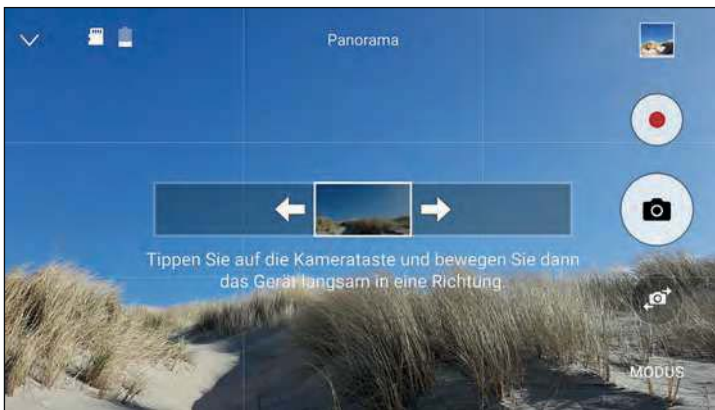 Panorama
Tippen Sie auf die Kamerataste und bewegen Sie dann
das Gerät langsam in eine Richtung.
MODUS